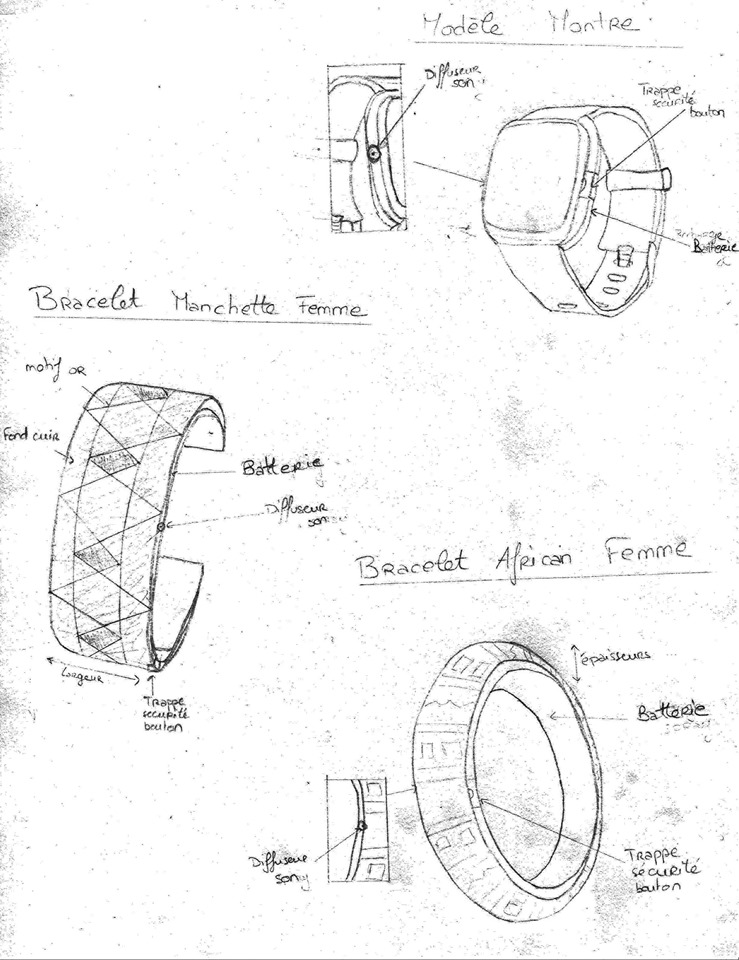 Modèle Montre
Diffuseur
son
Trappe
sécurité
bouton
Batterie
Bracelet Manchette Femme
motif OR
Fond cuir
Batterie
Diffuseur
son
Largeur
Trappe
sécurité
bouton
Bracelet African Femme
épaisseurs
Batterie
Diffuseur
son
Trappe
sécurité
bouton